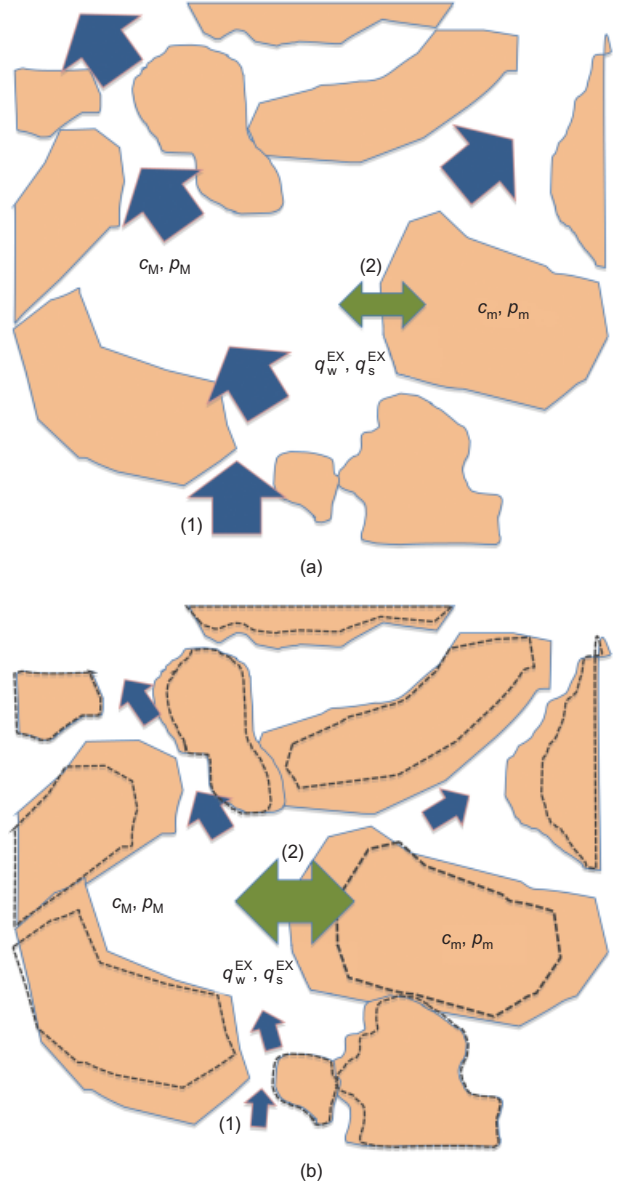 (2)
c_M, p_M
c_m, p_m
q_w^EX, q_s^EX
(1)
(a)
(2)
c_M, p_M
c_m, p_m
q_w^EX, q_s^EX
(1)
(b)